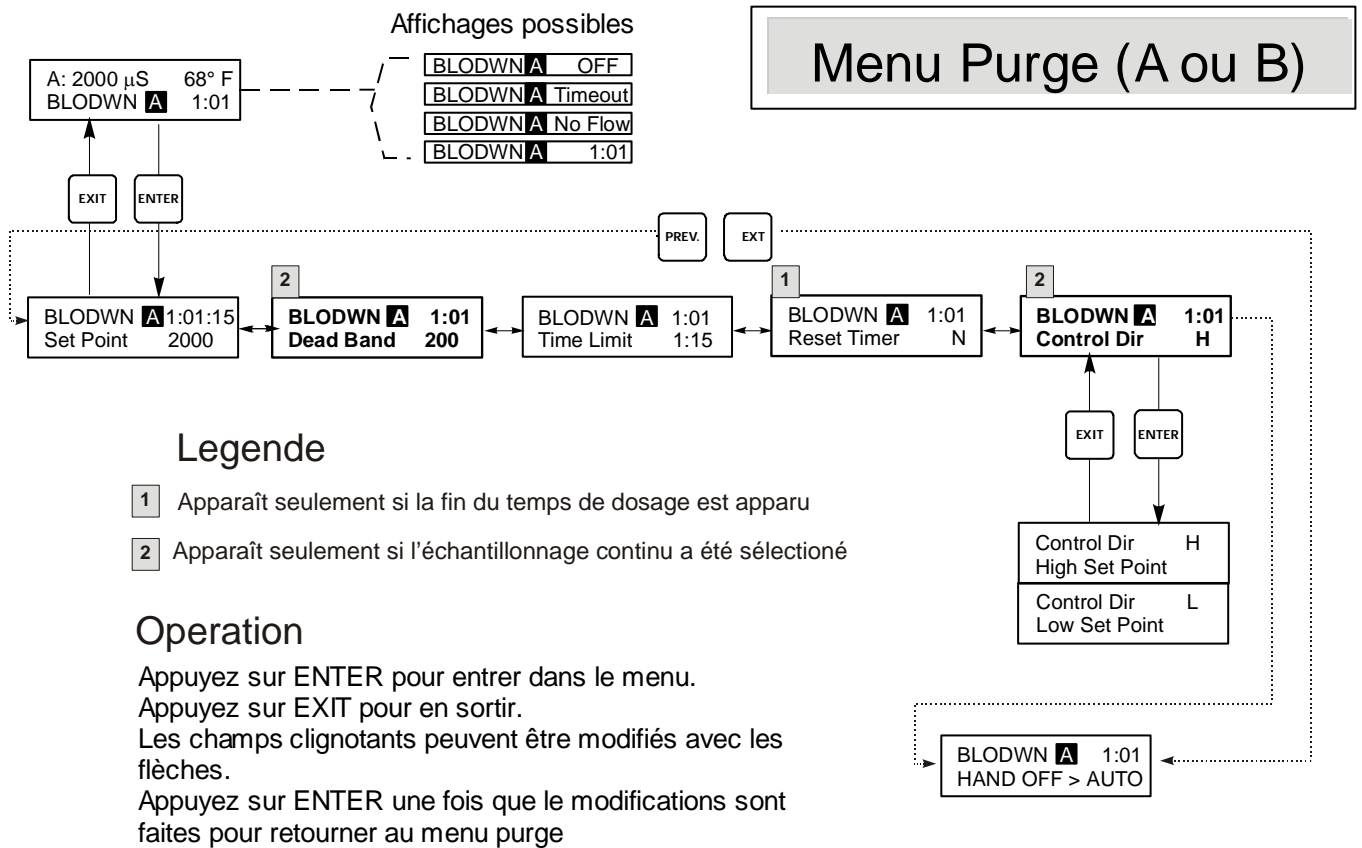 Affichages possibles
Menu Purge (A ou B)
A: 2000 μS 68° F
BLODWN A 1:01
BLODWN A OFF
BLODWN A Timeout
BLODWN A No Flow
BLODWN A 1:01
EXIT
ENTER
PREV.
EXT
2
1
2
BLODWN A 1:01:15
Set Point 2000
BLODWN A 1:01
Dead Band 200
BLODWN A 1:01
Time Limit 1:15
BLODWN A 1:01
Reset Timer N
BLODWN A 1:01
Control Dir H
EXIT
ENTER
Control Dir H
High Set Point
Control Dir L
Low Set Point
BLODWN A 1:01
HAND OFF > AUTO
Legende
1 Apparaît seulement si la fin du temps de dosage est apparu
2 Apparaît seulement si l'échantillonnage continu a été sélectioné
Operation
Appuyez sur ENTER pour entrer dans le menu.
Appuyez sur EXIT pour en sortir.
Les champs clignotants peuvent être modifiés avec les
flèches.
Appuyez sur ENTER une fois que le modifications sont
faites pour retourner au menu purge